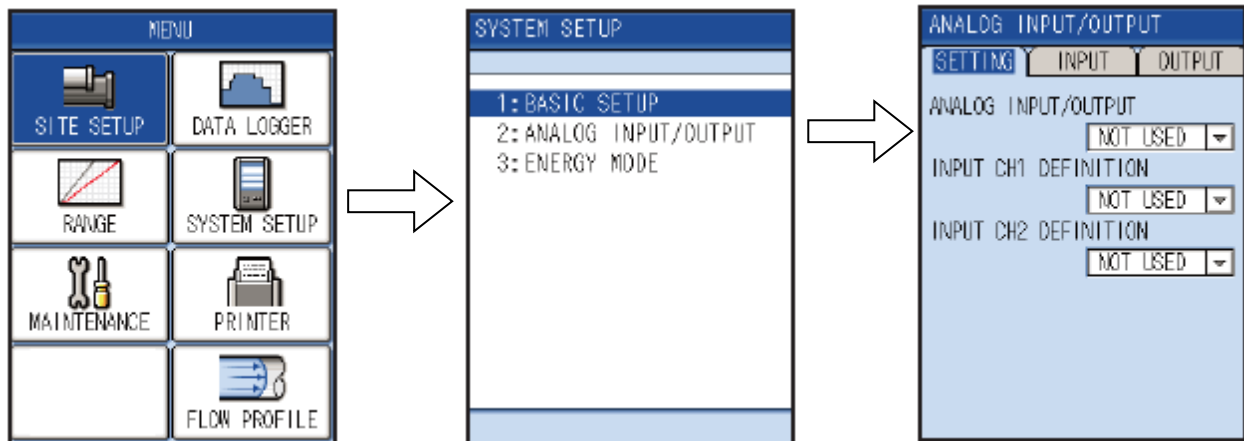 MENU
SITE SETUP
DATA LOGGER
RANGE
SYSTEM SETUP
MAINTENANCE
PRINTER
FLOW PROFILE
SYSTEM SETUP
1:BASIC SETUP
2:ANALOG INPUT/OUTPUT
3:ENERGY MODE
ANALOG INPUT/OUTPUT
SETTING INPUT OUTPUT
ANALOG INPUT/OUTPUT
NOT USED
INPUT CH1 DEFINITION
NOT USED
INPUT CH2 DEFINITION
NOT USED